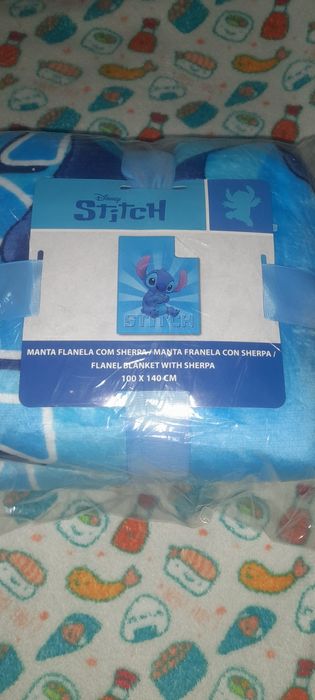 Disney
STITCH
STITCH
MANTA FLANELA COM SHERPA / MANTA FRANELA CON SHERPA /
FLANEL BLANKET WITH SHERPA
100 X 140 CM